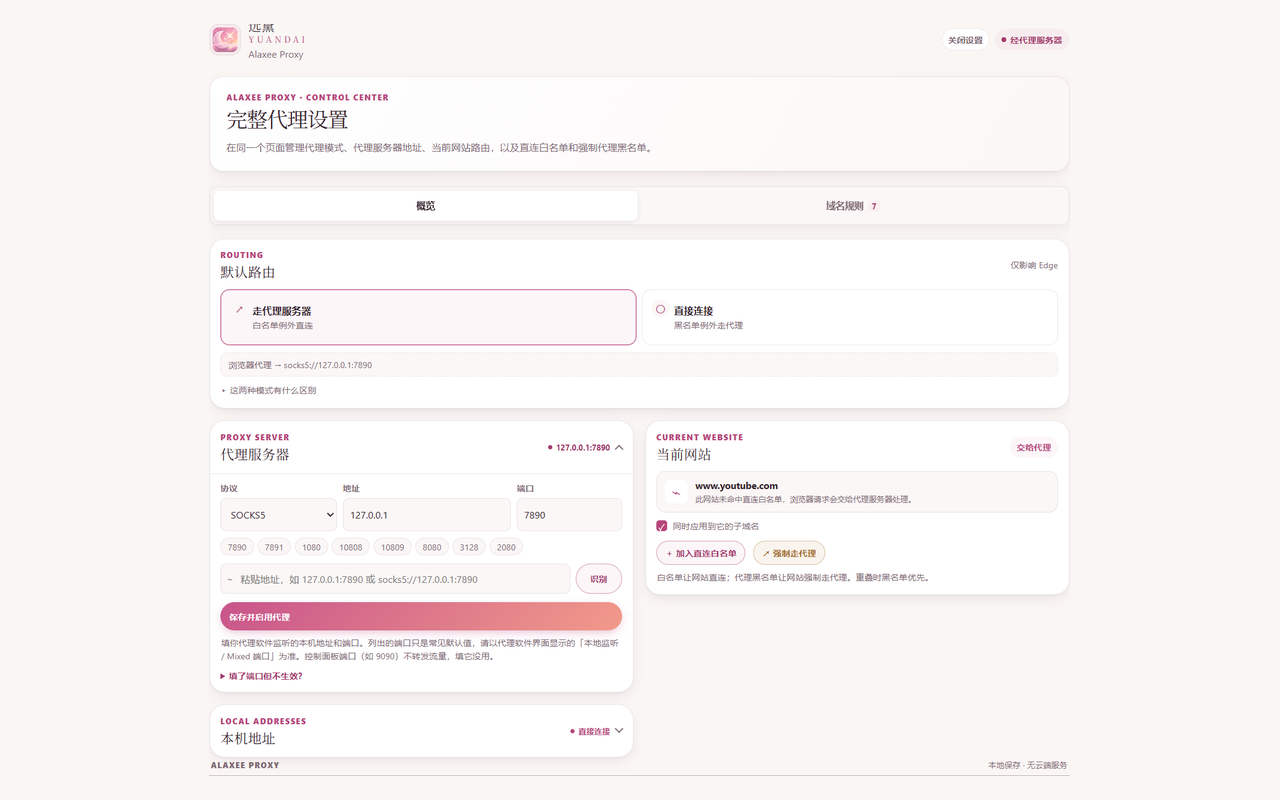 远黛
YUANDAI
Alaxee Proxy
关闭设置
经代理服务器
ALAXEE PROXY · CONTROL CENTER
完整代理设置
在同一个页面管理代理模式、代理服务器地址、当前网站路由，以及直连白名单和强制代理黑名单。
概览
域名规则 7
ROUTING
默认路由
仅影响 Edge
↗ 走代理服务器
白名单例外直连
直接连接
黑名单例外走代理
浏览器代理 → socks5://127.0.0.1:7890
这两种模式有什么区别
PROXY SERVER
代理服务器
127.0.0.1:7890
协议 地址 端口
SOCKS5 127.0.0.1 7890
7890 7891 1080 10808 10809 8080 3128 2080
粘贴地址，如 127.0.0.1:7890 或 socks5://127.0.0.1:7890
识别
保存并启用代理
填你代理软件监听的本机地址和端口。列出的端口只是常见默认值，请以代理软件界面显示的「本地监听
/ Mixed 端口」为准。控制面板端口（如 9090）不转发流量，填它没用。
填了端口但不生效？
CURRENT WEBSITE
当前网站
交给代理
www.youtube.com
此网站未命中直连白名单，浏览器请求会交给代理服务器处理。
同时应用到它的子域名
+ 加入直连白名单
↗ 强制走代理
白名单让网站直连；代理黑名单让网站强制走代理。重叠时黑名单优先。
LOCAL ADDRESSES
本机地址
直接连接
ALAXEE PROXY
本地保存 · 无云端服务